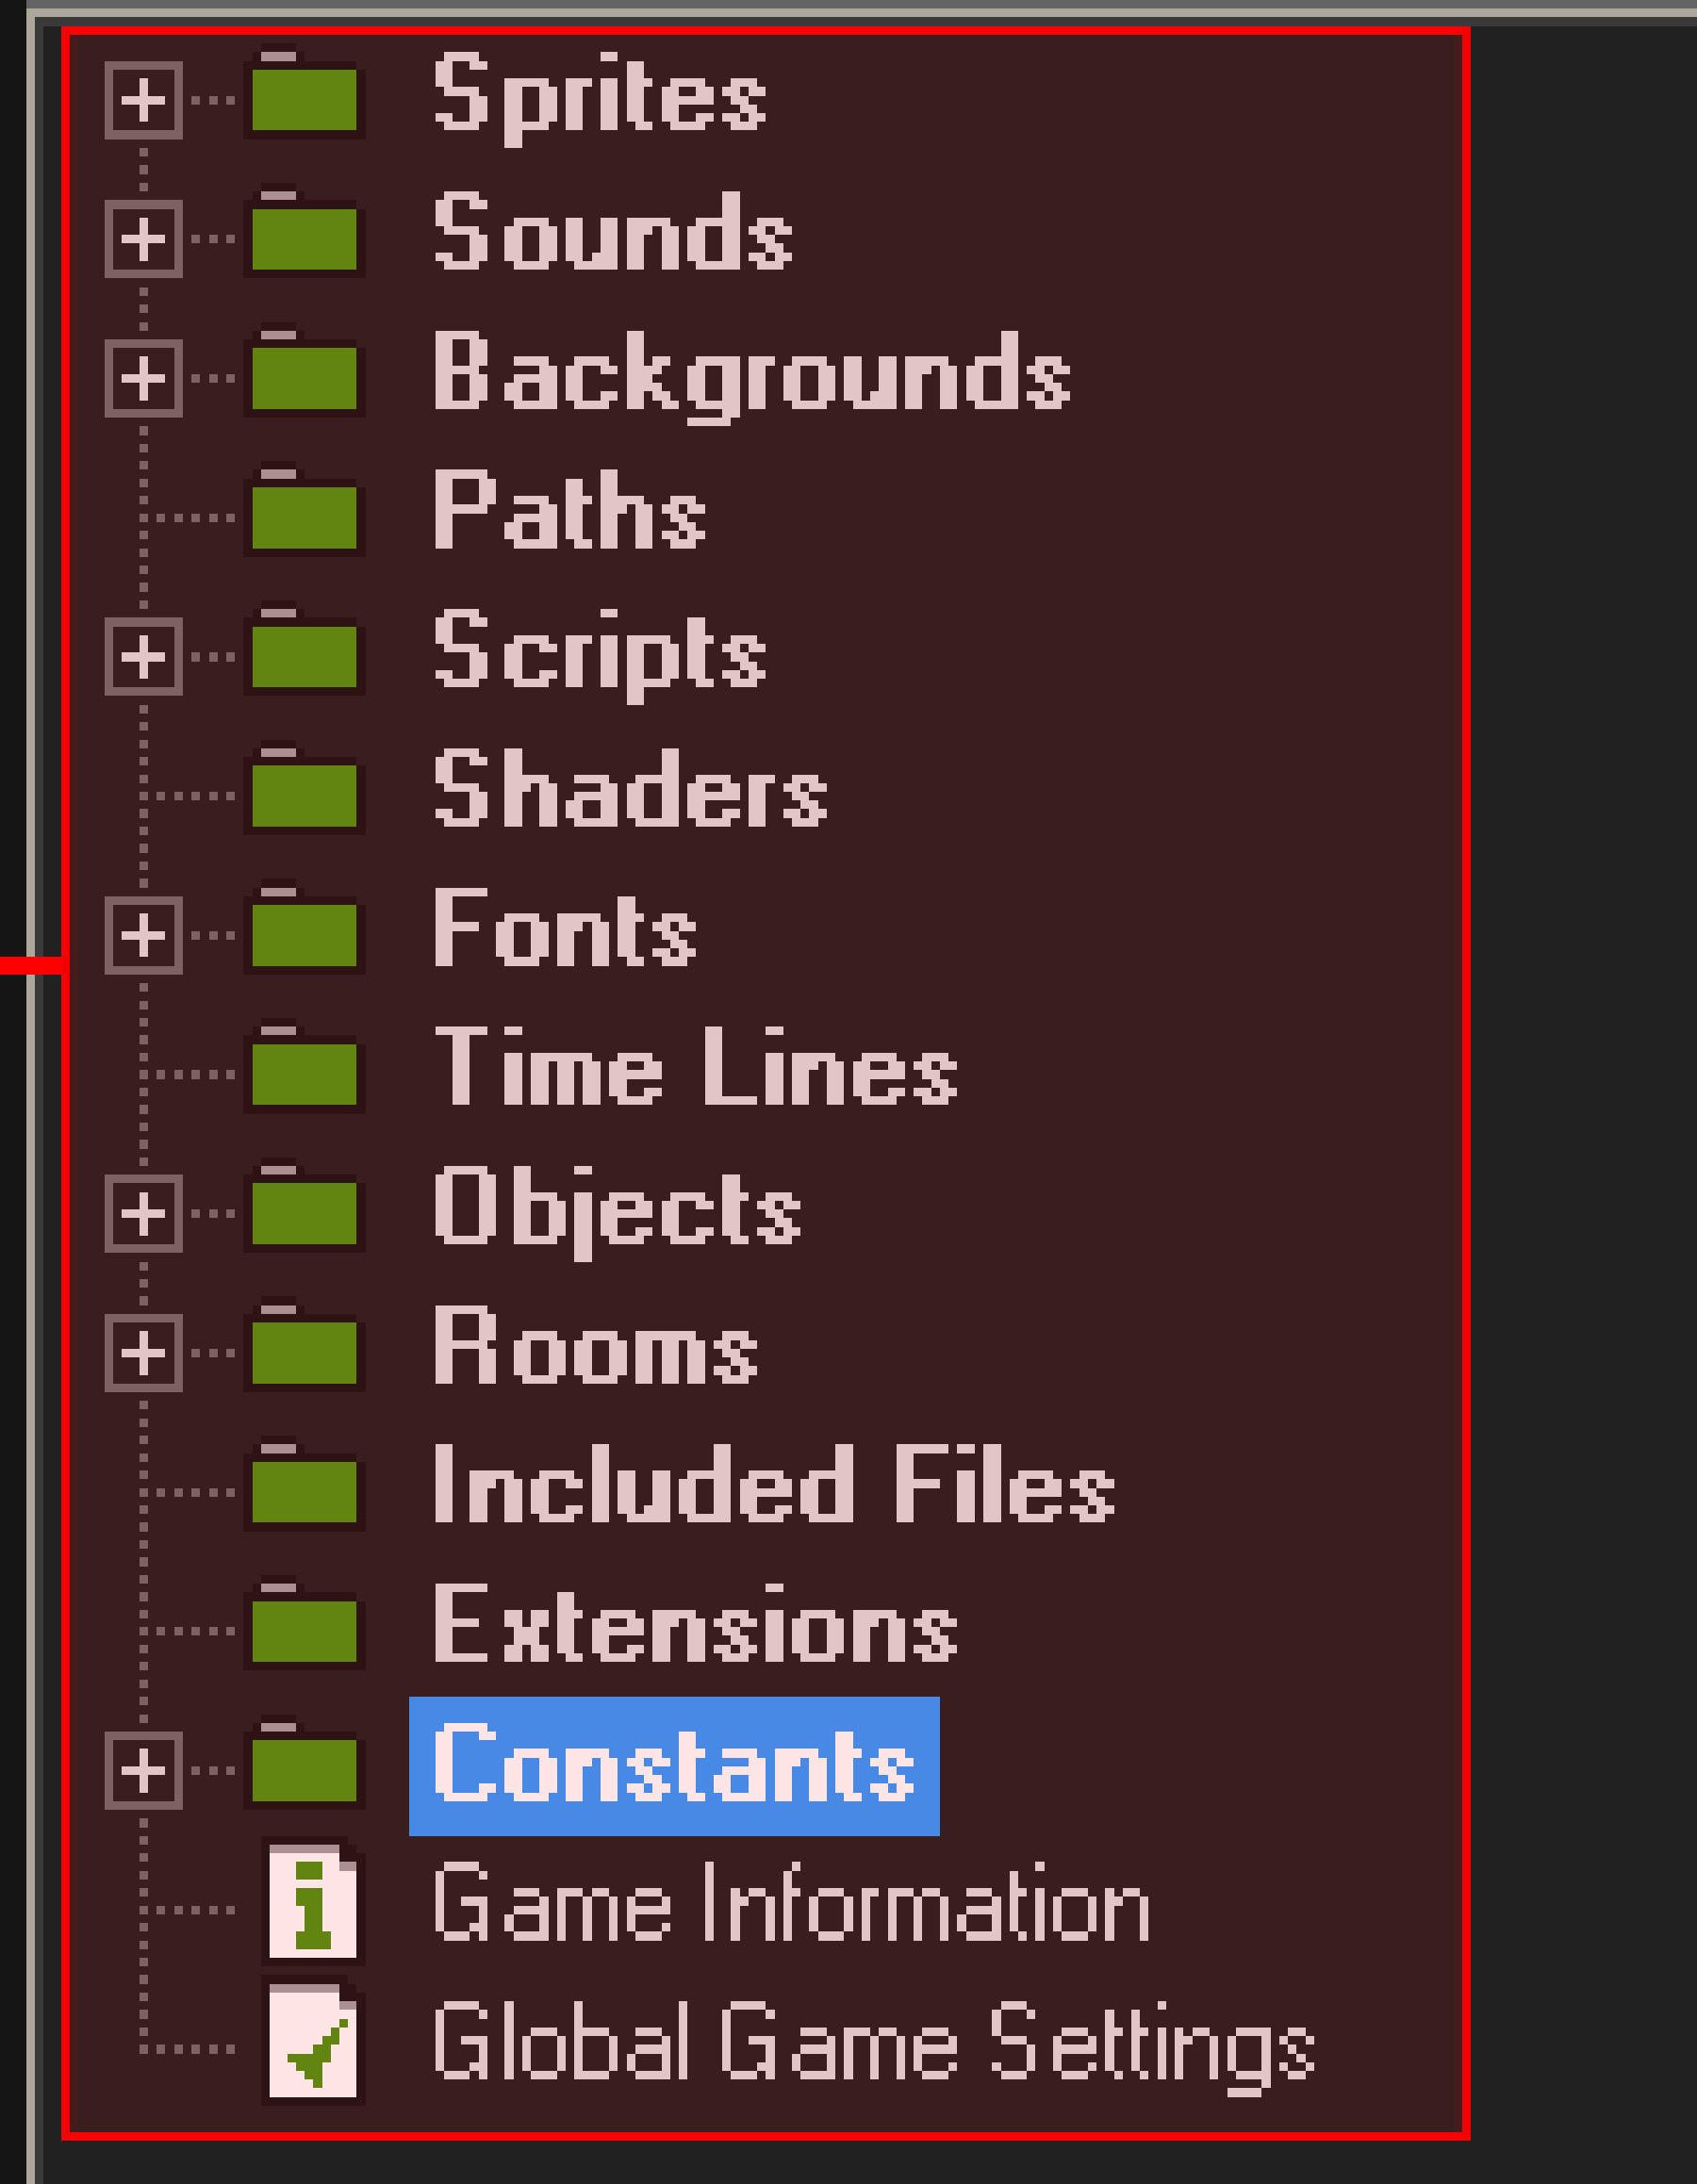 Sprites
Sounds
Backgrounds
Paths
Scripts
Shaders
Fonts
Time Lines
Objects
Rooms
Included Files
Extensions
Constants
Game Information
Global Game Settings